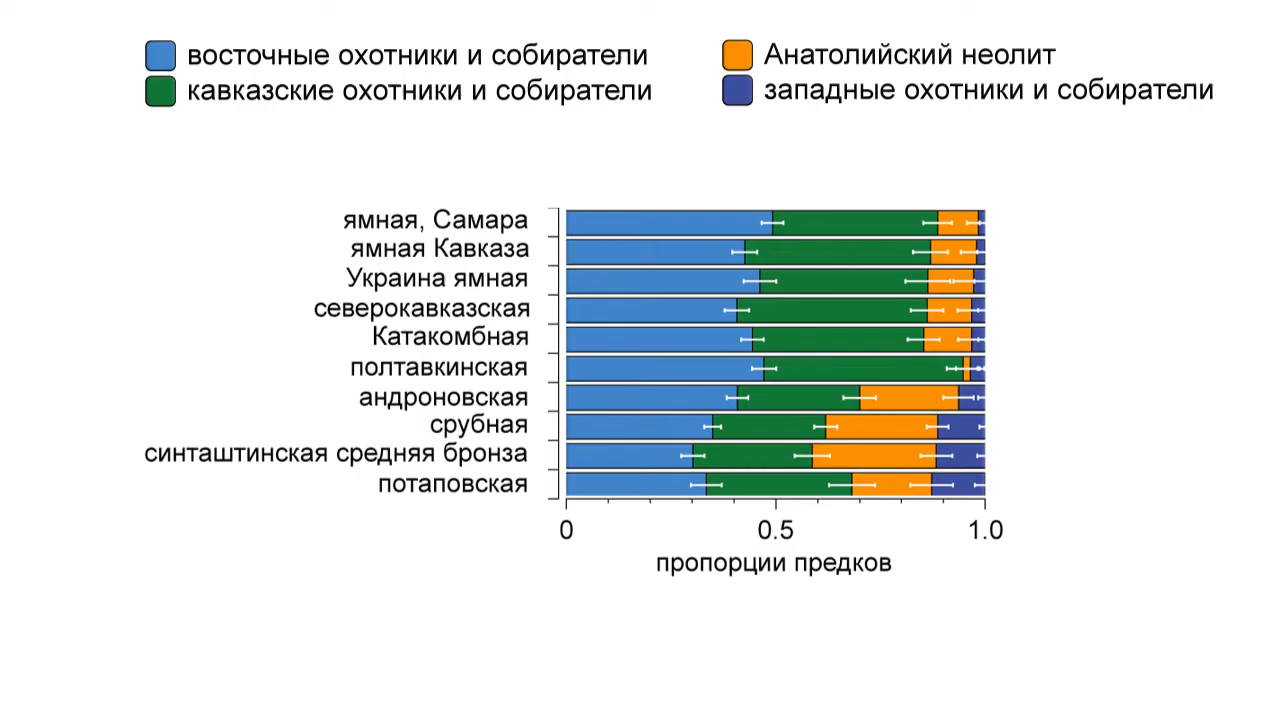 восточные охотники и собиратели
кавказские охотники и собиратели
Анатолийский неолит
западные охотники и собиратели
ямная, Самара
ямная Кавказа
Украина ямная
северокавказская
Катакомбная
полтавкинская
андроновская
срубная
синташтинская средняя бронза
потаповская
0 0.5 1.0
пропорции предков